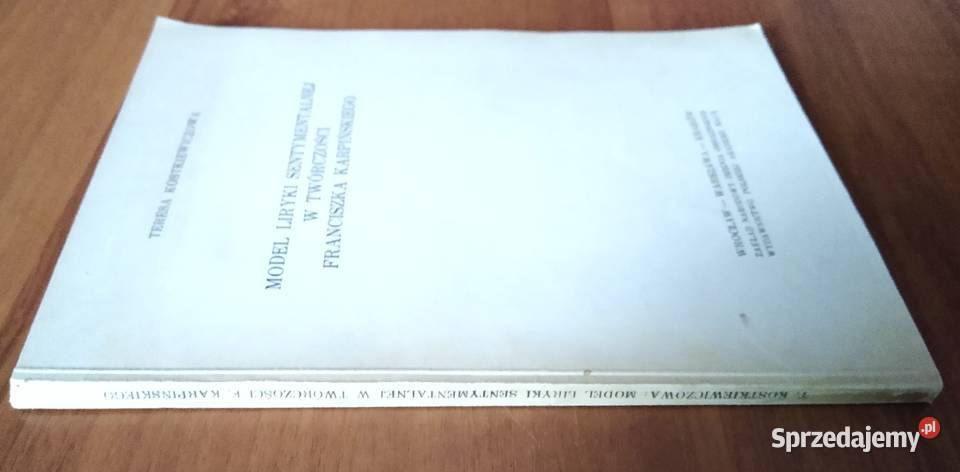 TERESA KOSTKIEWICZOWA
MODEL LIRYKI SENTYMENTALNEJ
W TWÓRCZOŚCI
FRANCISZKA KARPIŃSKIEGO
WROCŁAW — WARSZAWA — KRAKÓW
ZAKŁAD NARODOWY IMIENIA OSSOLIŃSKICH
WYDAWNICTWO POLSKIEJ AKADEMII NAUK
T. KOSTKIEWICZOWA: MODEL LIRYKI SENTYMENTALNEJ W TWÓRCZOŚCI F. KARPIŃSKIEGO
Sprzedajemy.pl